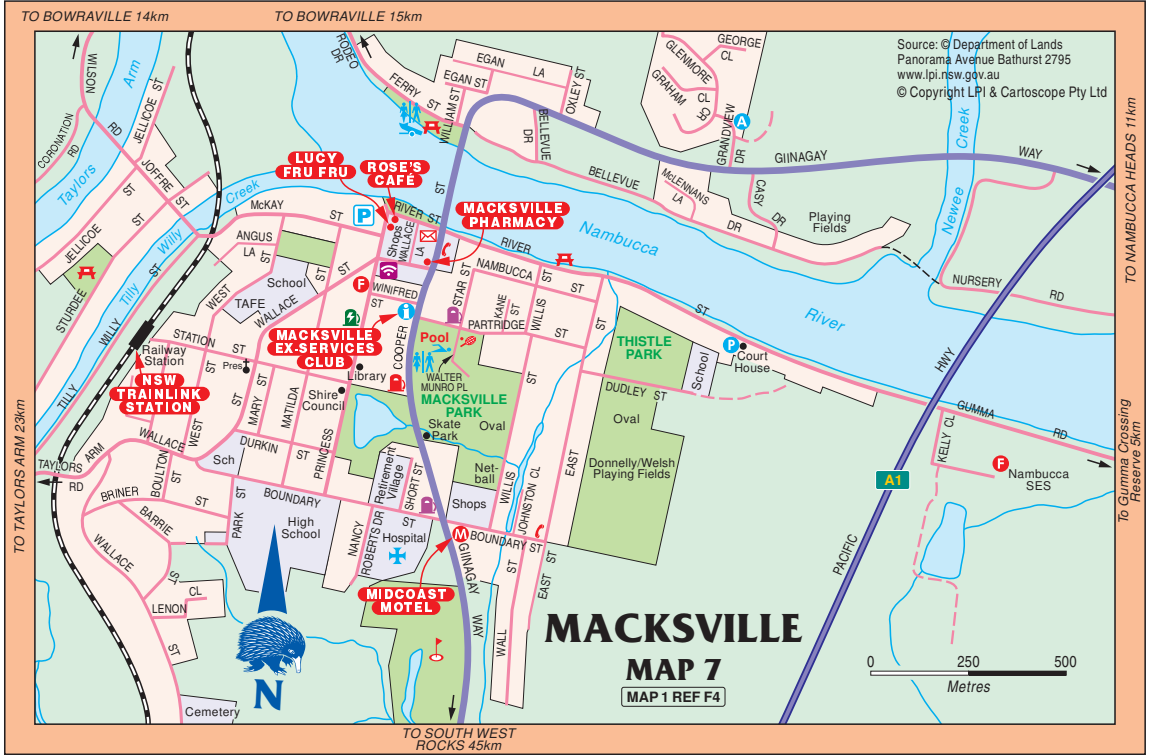 TO BOWRAVILLE 14km
TO BOWRAVILLE 15km
Source: © Department of Lands
Panorama Avenue Bathurst 2795
www.lpi.nsw.gov.au
© Copyright LPI & Cartoscope Pty Ltd
TO NAMBUCCA HEADS 11km
To Gumma Crossing
Reserve 5km
TO TAYLORS ARM 23km
TO SOUTH WEST
ROCKS 45km
WILSON
RD
Arm
Taylors
CORONATION
RD
JELLICOE ST
JOFFRE
ST
JELLICOE
ST
ST
STURDEE
Tilly
Willy
Creek
TILLY
WILLY
ST
RODEO
DR
FERRY
ST
EGAN
LA
EGAN ST
WILLIAM ST
OXLEY ST
BELLEVUE
DR
BELLEVUE
DR
GEORGE
CL
GLENMORE
GRAHAM
CL
CR
GRANDVIEW
DR
A
GIINAGAY
WAY
McLENNANS
LA
CASY
DR
Playing
Fields
Newee
Creek
NURSERY
RD
LUCY
FRU FRU
ROSE'S
CAFÉ
MACKSVILLE
PHARMACY
P
RIVER ST
ST
Shops
WALLACE
LA
McKAY
ST
ANGUS
LA
ST
School
TAFE
WEST
WALLACE
ST
ST
F
WINIFRED
ST
i
RIVER
ST
NAMBUCCA
ST
STAR ST
KANE
ST
WILLIS
ST
PARTRIDGE
ST
Nambucca
River
STATION
ST
Railway
Station
NSW
TRAINLINK
STATION
Pres
MACKSVILLE
EX-SERVICES
CLUB
COOPER
Pool
WALTER
MUNRO PL
MACKSVILLE
PARK
Oval
Skate
Park
Library
Shire
Council
THISTLE
PARK
School
P
Court
House
DUDLEY ST
Oval
Donnelly/Welsh
Playing Fields
WEST
ST
MARY
ST
ST
MATILDA
PRINCESS
DURKIN
ST
Sch
WALLACE
ARM
TAYLORS
RD
BOULTON
ST
BRINER
ST
BARRIE
ST
WALLACE
ST
LENON
CL
PARK
ST
BOUNDARY
High
School
NANCY
ROBERTS DR
ST
Hospital
Retirement
Village
SHORT ST
Net-
ball
Shops
WILLIS
ST
JOHNSTON CL
EAST
ST
M
BOUNDARY ST
GIINAGAY
WAY
WALL
ST
EAST
MIDCOAST
MOTEL
Cemetery
N
MACKSVILLE
MAP 7
MAP 1 REF F4
0
250
500
Metres
PACIFIC
HWY
A1
GUMMA
RD
KELLY CL
F
Nambucca
SES